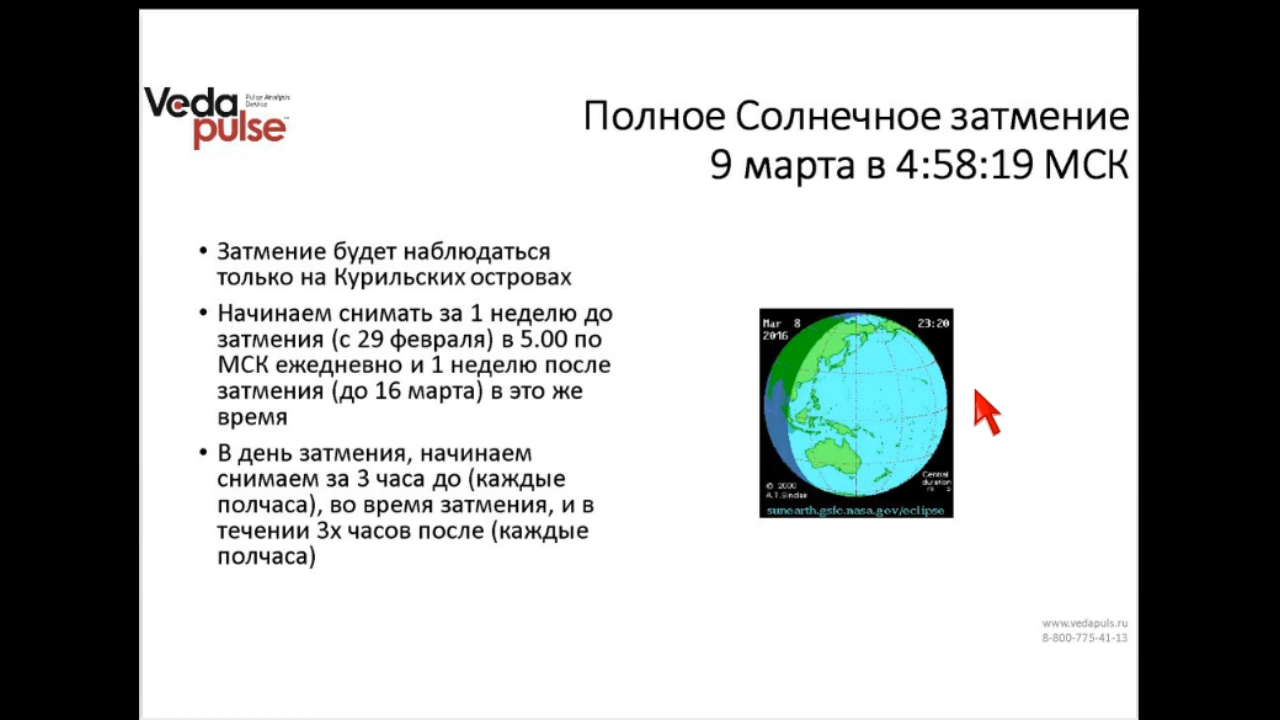 Veda
Pulse Analysis
Device
pulse
Полное Солнечное затмение
9 марта в 4:58:19 МСК
• Затмение будет наблюдаться
только на Курильских островах
• Начинаем снимать за 1 неделю до
затмения (с 29 февраля) в 5.00 по
МСК ежедневно и 1 неделю после
затмения (до 16 марта) в это же
время
• В день затмения, начинаем
снимаем за 3 часа до (каждые
полчаса), во время затмения, и в
течении 3х часов после (каждые
полчаса)
Mar 8
2016
23:20
Central
duration
© 2000
A.T.Sinclair
sunearth.gsfc.nasa.gov/eclipse
www.vedapuls.ru
8-800-775-41-13